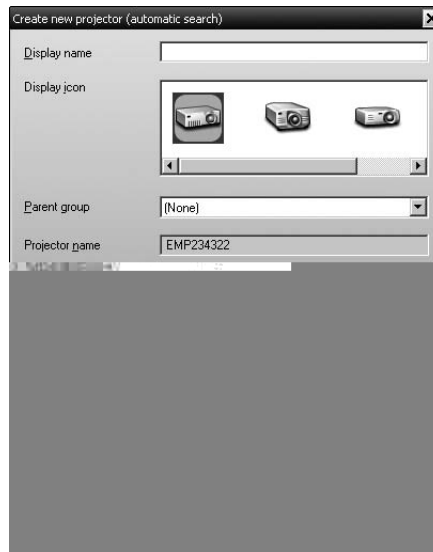 Create new projector (automatic search)
Display name
Display icon
Parent group
(None)
Projector name
EMP234322